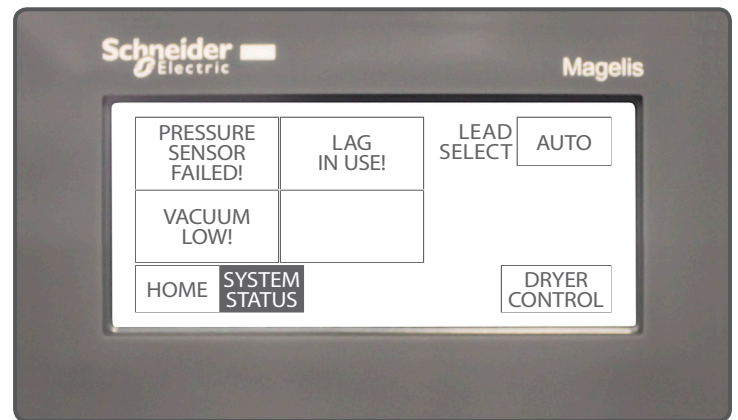 Schneider
Electric
Magelis
PRESSURE
SENSOR
FAILED!
LAG
IN USE!
LEAD
SELECT
AUTO
VACUUM
LOW!
HOME
SYSTEM
STATUS
DRYER
CONTROL